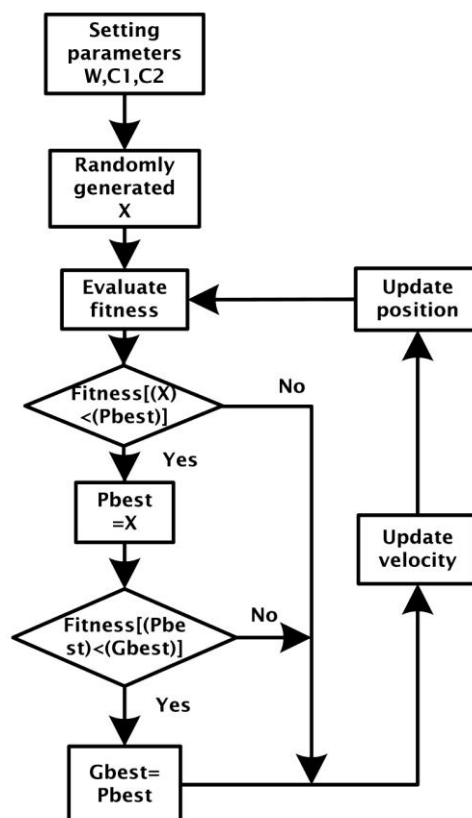 Setting
parameters
W,C1,C2
Randomly
generated
X
Evaluate
fitness
Update
position
Fitness[(X)
<(Pbest)]
No
Yes
Pbest
=X
Update
velocity
Fitness[(Pbe
st)<(Gbest)]
No
Yes
Gbest=
Pbest